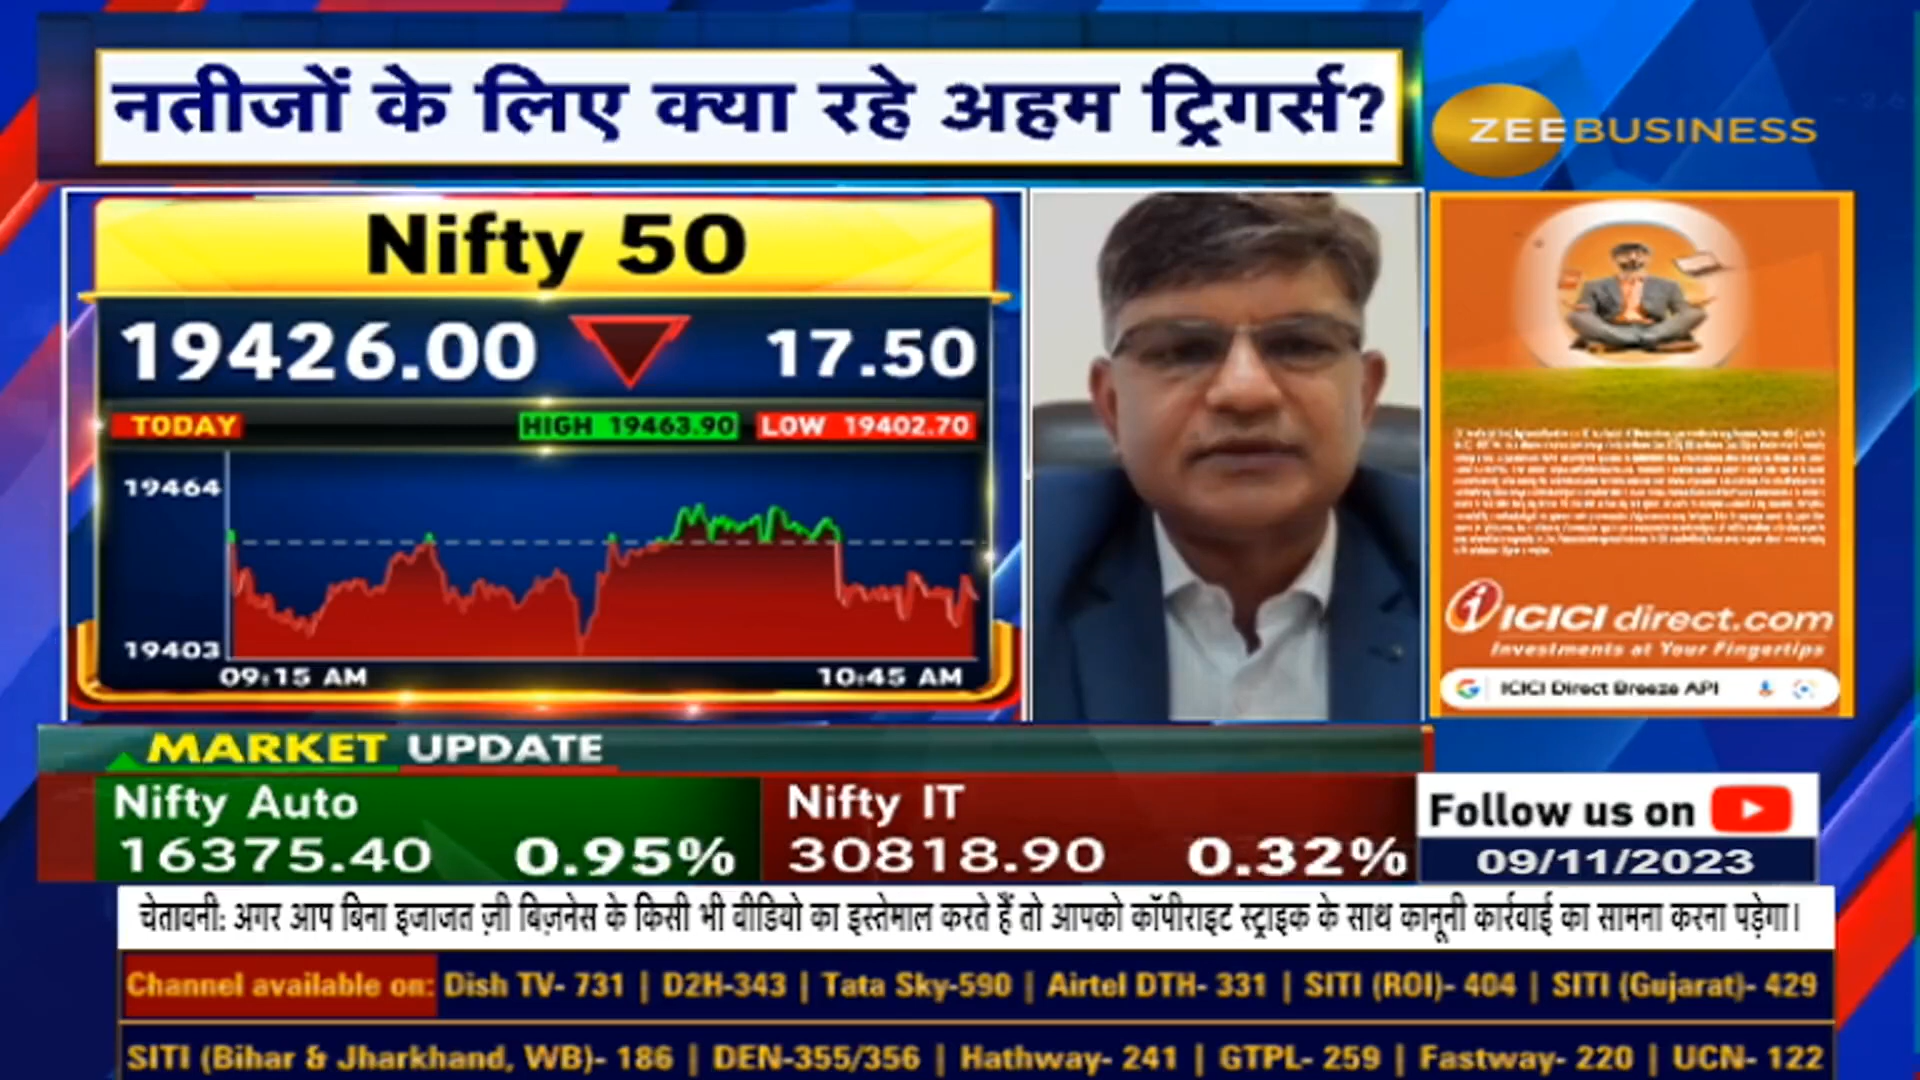 नतीजों के लिए क्या रहे अहम ट्रिगर्स?
ZEEBUSINESS
Nifty 50
19426.00 17.50
TODAY HIGH 19463.90 LOW 19402.70
19464
19403
09:15 AM 10:45 AM
ICICI direct.com
Investments at Your Fingertips
ICICI Direct Breeze API
MARKET UPDATE
Nifty Auto
16375.40 0.95%
Nifty IT
30818.90 0.32%
Follow us on
09/11/2023
चेतावनी: अगर आप बिना इजाजत ज़ी बिज़नेस के किसी भी वीडियो का इस्तेमाल करते हैं तो आपको कॉपीराइट स्ट्राइक के साथ कानूनी कार्रवाई का सामना करना पड़ेगा।
Channel available on: Dish TV- 731 | D2H-343 | Tata Sky-590 | Airtel DTH- 331 | SITI (ROI)- 404 | SITI (Gujarat)- 429
SITI (Bihar & Jharkhand, WB)- 186 | DEN-355/356 | Hathway- 241 | GTPL- 259 | Fastway- 220 | UCN- 122